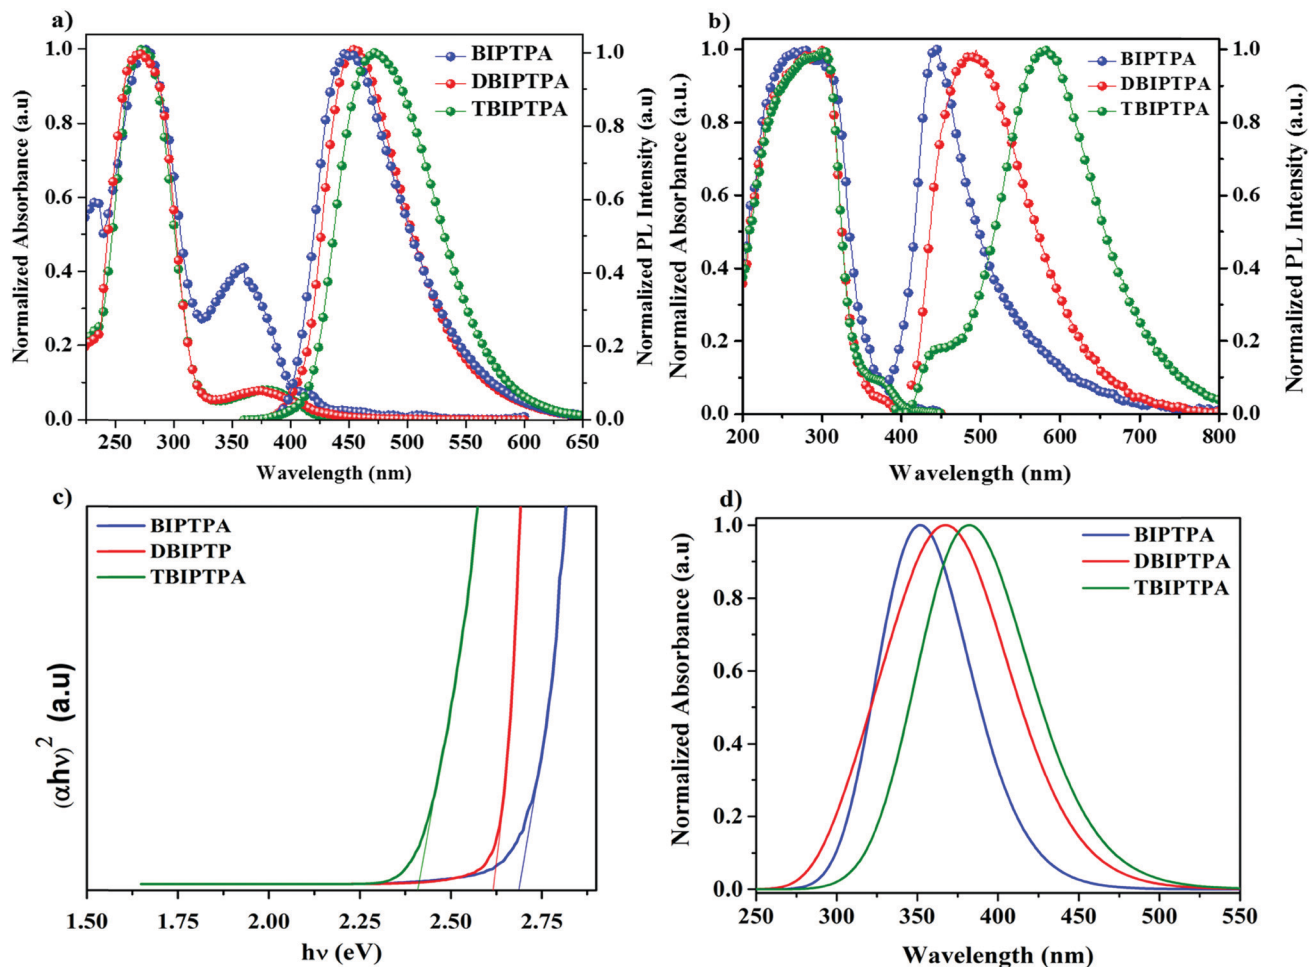 a)
1.0
0.8
0.6
0.4
0.2
0.0
Normalized Absorbance (a.u)
250 300 350 400 450 500 550 600 650
Wavelength (nm)
1.0
0.8
0.6
0.4
0.2
0.0
Normalized PL Intensity (a.u)
BIPTPA
DBIPTPA
TBIPTPA
b)
1.0
0.8
0.6
0.4
0.2
0.0
Normalized Absorbance (a.u.)
200 300 400 500 600 700 800
Wavelength (nm)
1.0
0.8
0.6
0.4
0.2
0.0
Normalized PL Intensity (a.u.)
BIPTPA
DBIPTPA
TBIPTPA
c)
BIPTPA
DBIPTP
TBIPTPA
(αhν)² (a.u)
1.50 1.75 2.00 2.25 2.50 2.75
hν (eV)
d)
1.0
0.8
0.6
0.4
0.2
0.0
Normalized Absorbance (a.u)
250 300 350 400 450 500 550
Wavelength (nm)
BIPTPA
DBIPTPA
TBIPTPA